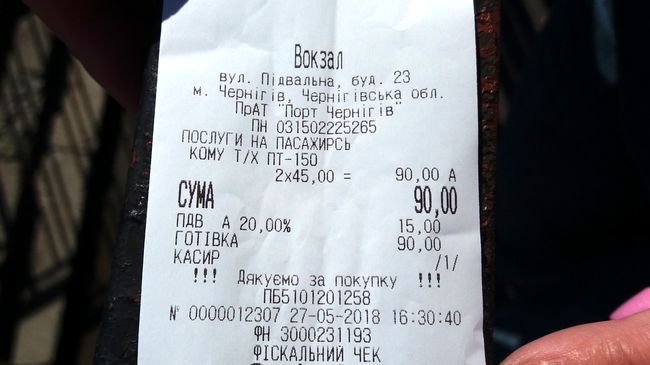 Вокзал
вул. Підвальна, буд. 23
м. Чернігів, Чернігівська обл.
ПрАТ "Порт Чернігів"
ПН 031502225265
ПОСЛУГИ НА ПАСАЖИРСЬ
КОМУ Т/Х ПТ-150
2x45,00 = 90,00 А
СУМА 90,00
ПДВ А 20,00% 15,00
ГОТІВКА 90,00
КАСИР /1/
!!! Дякуємо за покупку !!!
ПБ5101201258
№ 0000012307 27-05-2018 16:30:40
ФН 3000231193
ФІСКАЛЬНИЙ ЧЕК